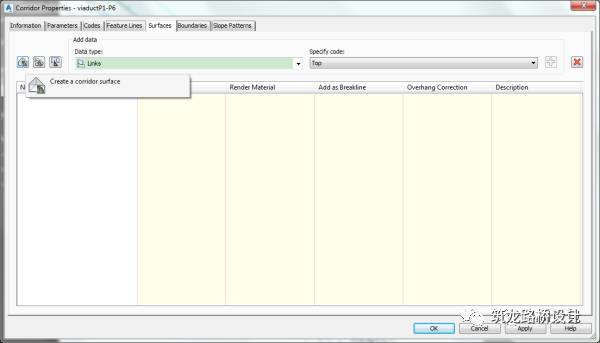 Corridor Properties - viaductP1-P6
Information Parameters Codes Feature Lines Surfaces Boundaries Slope Patterns
Add data
Data type: Specify code:
Links Top
Create a corridor surface
N Render Material Add as Breakline Overhang Correction Description
筑龙路桥设计
OK Cancel Apply Help